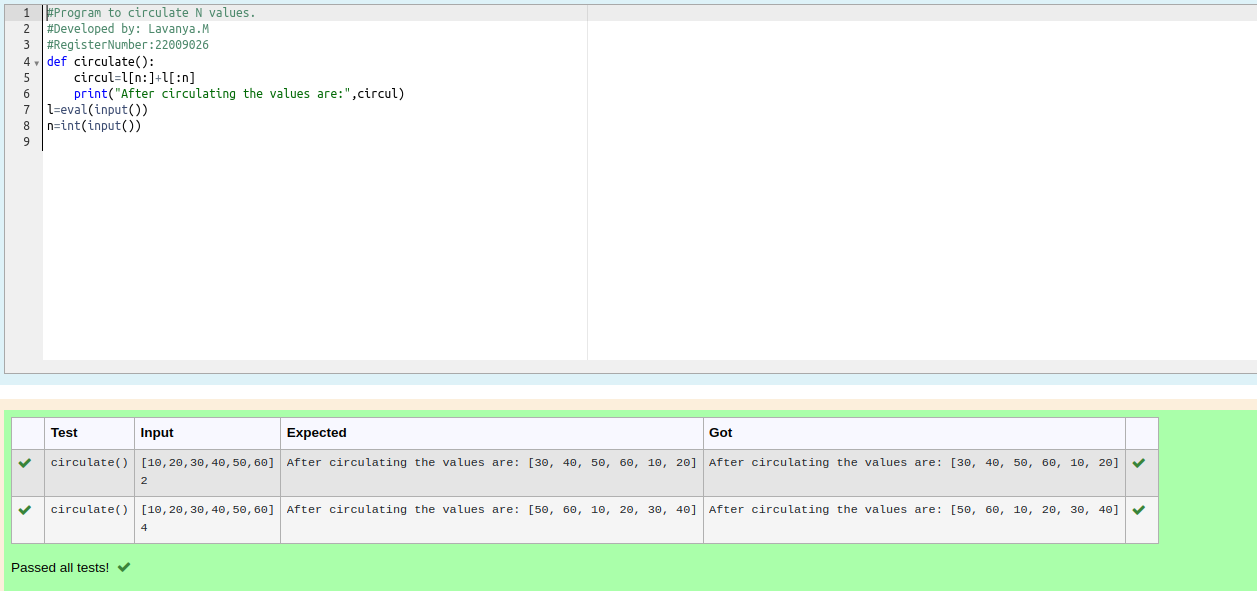 1 #Program to circulate N values.
2 #Developed by: Lavanya.M
3 #RegisterNumber:22009026
4 def circulate():
5     circul=l[n:]+l[:n]
6     print("After circulating the values are:",circul)
7 l=eval(input())
8 n=int(input())
9
Test Input Expected Got
circulate() [10,20,30,40,50,60] After circulating the values are: [30, 40, 50, 60, 10, 20] After circulating the values are: [30, 40, 50, 60, 10, 20]
2
circulate() [10,20,30,40,50,60] After circulating the values are: [50, 60, 10, 20, 30, 40] After circulating the values are: [50, 60, 10, 20, 30, 40]
4
Passed all tests!